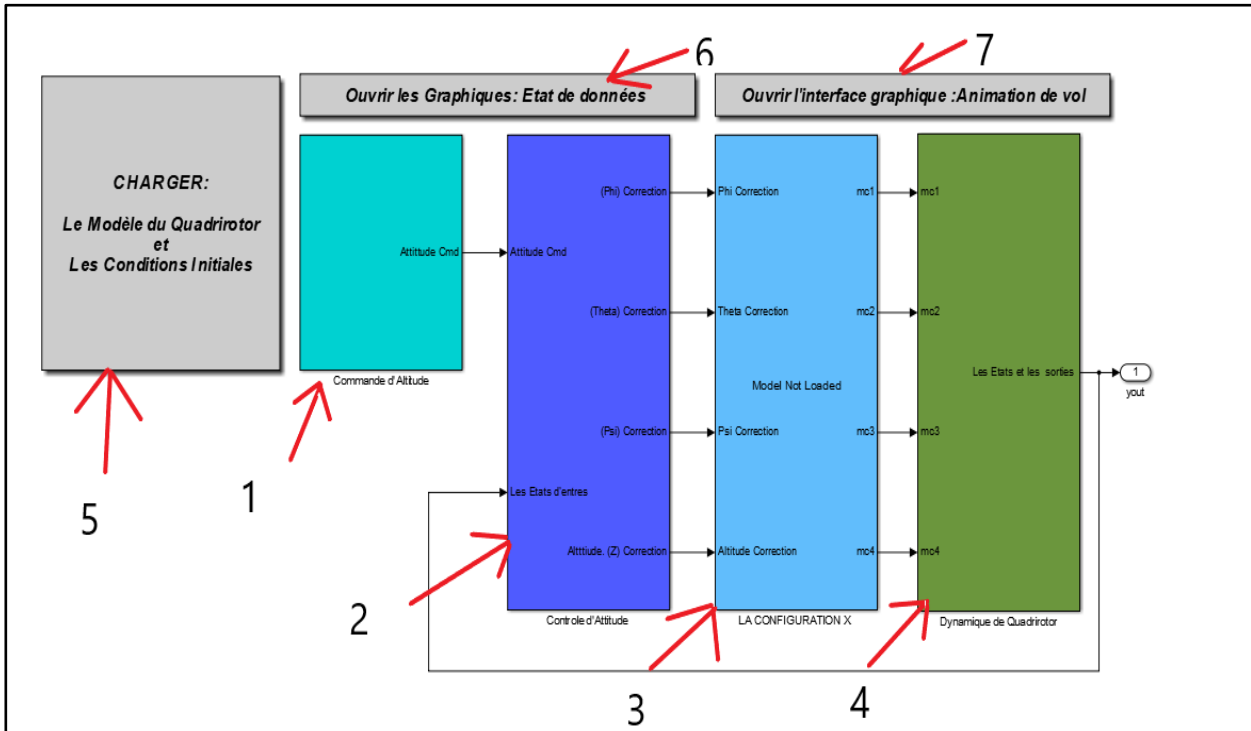 6
7
Ouvrir les Graphiques: Etat de données
Ouvrir l'interface graphique :Animation de vol
CHARGER:
Le Modèle du Quadrirotor
et
Les Conditions Initiales
(Phi) Correction
Phi Correction
mc1
mc1
Attitude Cmd
Attitude Cmd
(Theta) Correction
Theta Correction
mc2
mc2
Commande d'Altitude
Model Not Loaded
Les Etats et les sorties
1
yout
(Psi) Correction
Psi Correction
mc3
mc3
Les Etats d'entres
5
1
Altttiude. (Z) Correction
Altitude Correction
mc4
mc4
2
Controle d'Attitude
LA CONFIGURATION X
Dynamique de Quadrirotor
3
4